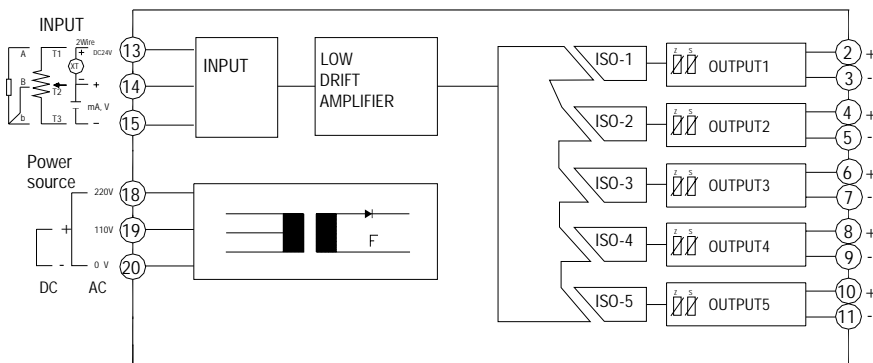 INPUT
A
B
b
T1
T2
T3
2Wire
+
DC24V
XT
−
+
mA, V
−
13
14
15
INPUT
LOW
DRIFT
AMPLIFIER
ISO-1
Z S
OUTPUT1
2 +
3 -
ISO-2
Z S
OUTPUT2
4 +
5 -
ISO-3
Z S
OUTPUT3
6 +
7 -
ISO-4
Z S
OUTPUT4
8 +
9 -
ISO-5
Z S
OUTPUT5
10 +
11 -
Power
source
220V 18
+ 110V 19
- 0 V 20
DC AC
F